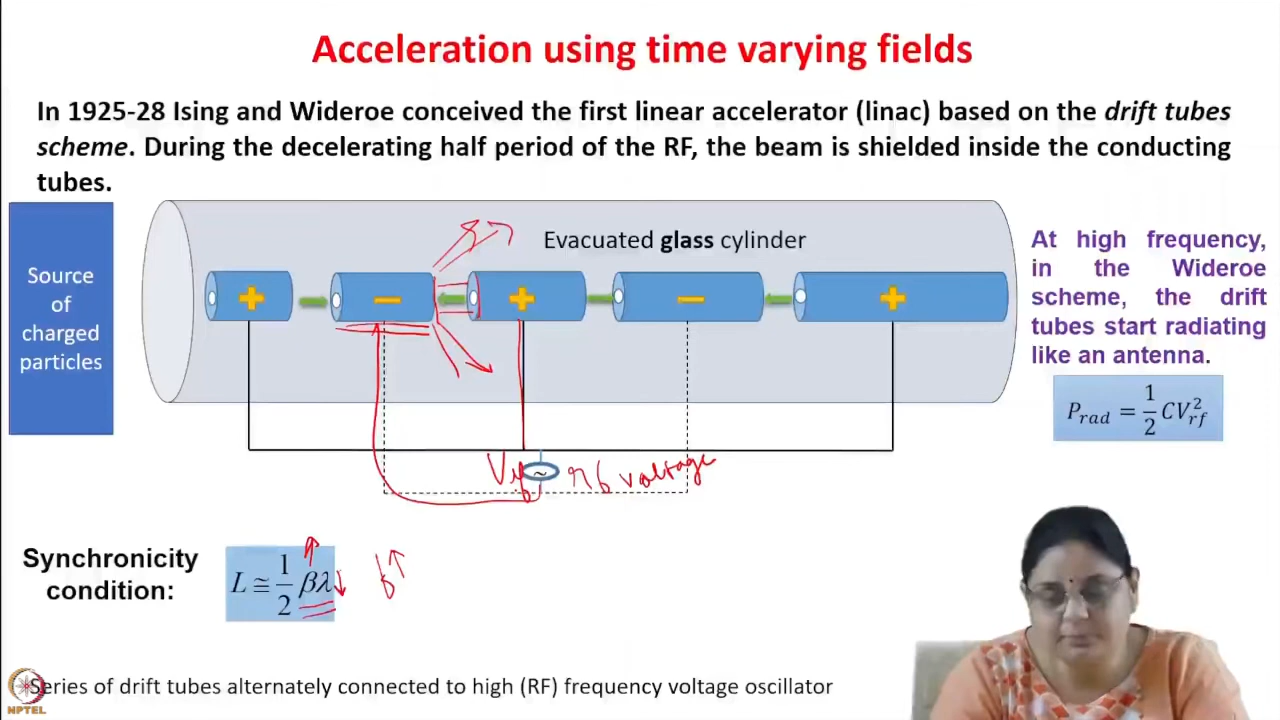 Acceleration using time varying fields
In 1925-28 Ising and Wideroe conceived the first linear accelerator (linac) based on the drift tubes
scheme. During the decelerating half period of the RF, the beam is shielded inside the conducting
tubes.
Source
of
charged
particles
Evacuated glass cylinder
+ − + − +
At high frequency,
in the Wideroe
scheme, the drift
tubes start radiating
like an antenna.
P_rad = 1/2 CV_rf^2
V_rf ~ rf voltage
Synchronicity
condition:
L ≅ 1/2 βλ
f↑
Series of drift tubes alternately connected to high (RF) frequency voltage oscillator
NPTEL